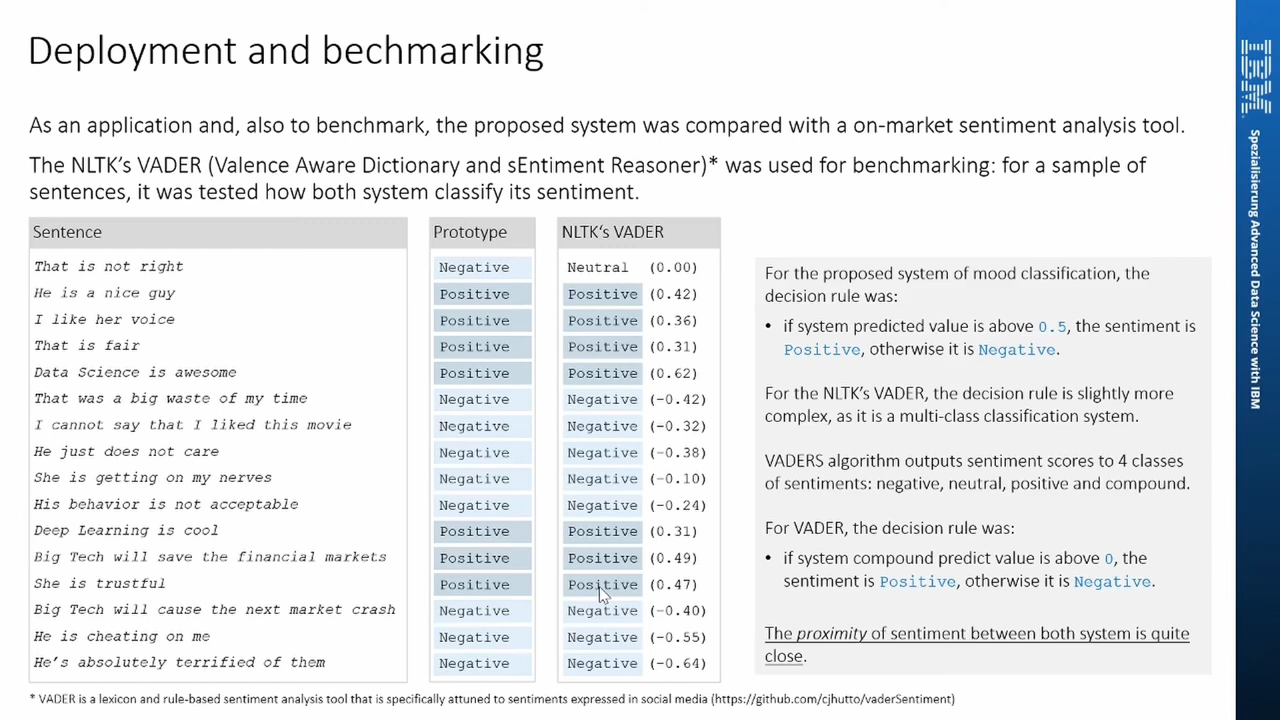 Deployment and bechmarking
As an application and, also to benchmark, the proposed system was compared with a on-market sentiment analysis tool.
The NLTK's VADER (Valence Aware Dictionary and sEntiment Reasoner)* was used for benchmarking: for a sample of
sentences, it was tested how both system classify its sentiment.
Sentence Prototype NLTK's VADER
That is not right Negative Neutral (0.00)
He is a nice guy Positive Positive (0.42)
I like her voice Positive Positive (0.36)
That is fair Positive Positive (0.31)
Data Science is awesome Positive Positive (0.62)
That was a big waste of my time Negative Negative (-0.42)
I cannot say that I liked this movie Negative Negative (-0.32)
He just does not care Negative Negative (-0.38)
She is getting on my nerves Negative Negative (-0.10)
His behavior is not acceptable Negative Negative (-0.24)
Deep Learning is cool Positive Positive (0.31)
Big Tech will save the financial markets Positive Positive (0.49)
She is trustful Positive Positive (0.47)
Big Tech will cause the next market crash Negative Negative (-0.40)
He is cheating on me Negative Negative (-0.55)
He's absolutely terrified of them Negative Negative (-0.64)
For the proposed system of mood classification, the
decision rule was:
• if system predicted value is above 0.5, the sentiment is
Positive, otherwise it is Negative.
For the NLTK's VADER, the decision rule is slightly more
complex, as it is a multi-class classification system.
VADERS algorithm outputs sentiment scores to 4 classes
of sentiments: negative, neutral, positive and compound.
For VADER, the decision rule was:
• if system compound predict value is above 0, the
sentiment is Positive, otherwise it is Negative.
The proximity of sentiment between both system is quite
close.
* VADER is a lexicon and rule-based sentiment analysis tool that is specifically attuned to sentiments expressed in social media (https://github.com/cjhutto/vaderSentiment)
IBM
Spezialisierung Advanced Data Science with IBM